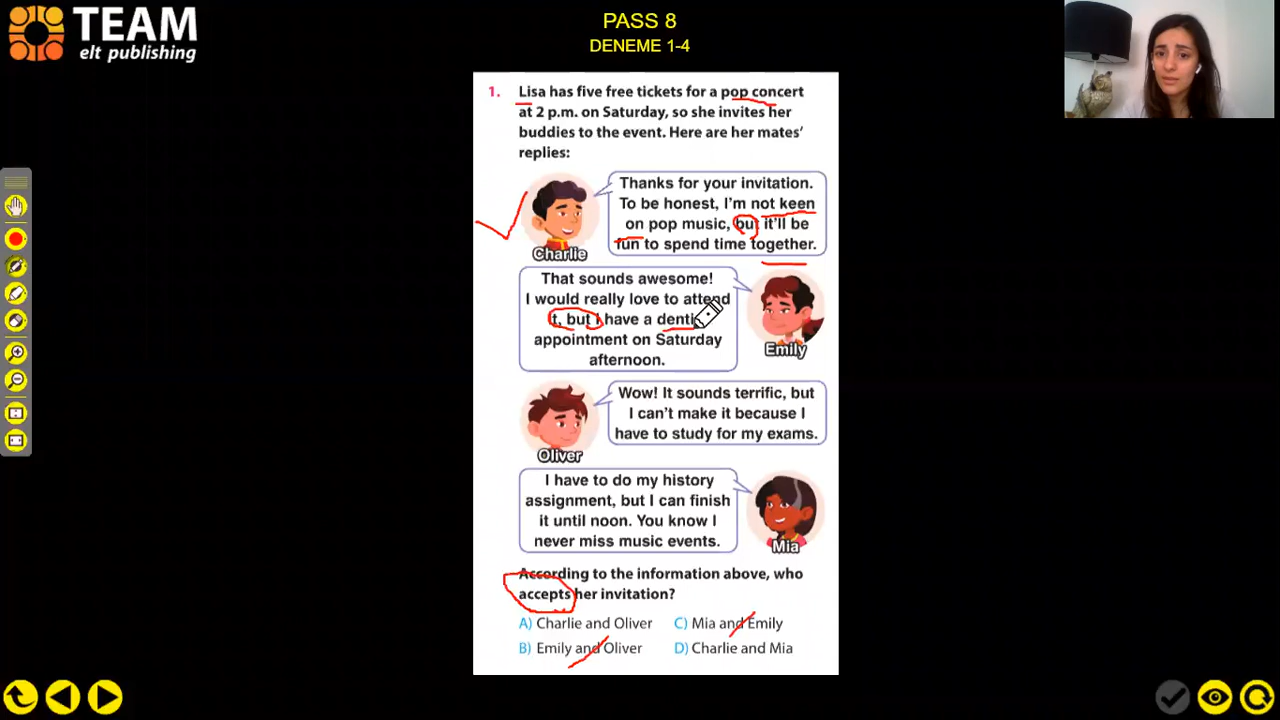 TEAM
elt publishing
PASS 8
DENEME 1-4
1. Lisa has five free tickets for a pop concert
at 2 p.m. on Saturday, so she invites her
buddies to the event. Here are her mates'
replies:
Thanks for your invitation.
To be honest, I'm not keen
on pop music, but it'll be
fun to spend time together.
Charlie
That sounds awesome!
I would really love to attend
it, but I have a
appointment on Saturday
afternoon.
Emily
Wow! It sounds terrific, but
I can't make it because I
have to study for my exams.
Oliver
I have to do my history
assignment, but I can finish
it until noon. You know I
never miss music events.
Mia
According to the information above, who
accepts her invitation?
A) Charlie and Oliver
B) Emily and Oliver
C) Mia and Emily
D) Charlie and Mia